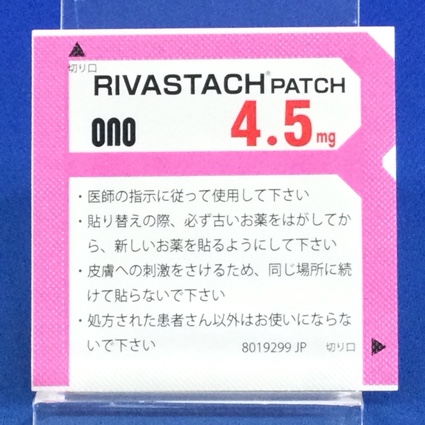 切り口
RIVASTACH® PATCH
ono 4.5mg
・医師の指示に従って使用して下さい
・貼り替えの際、必ず古いお薬をはがしてか
ら、新しいお薬を貼るようにして下さい
・皮膚への刺激をさけるため、同じ場所に続
けて貼らないで下さい
・処方された患者さん以外はお使いにならな
いで下さい 8019299 JP 切り口